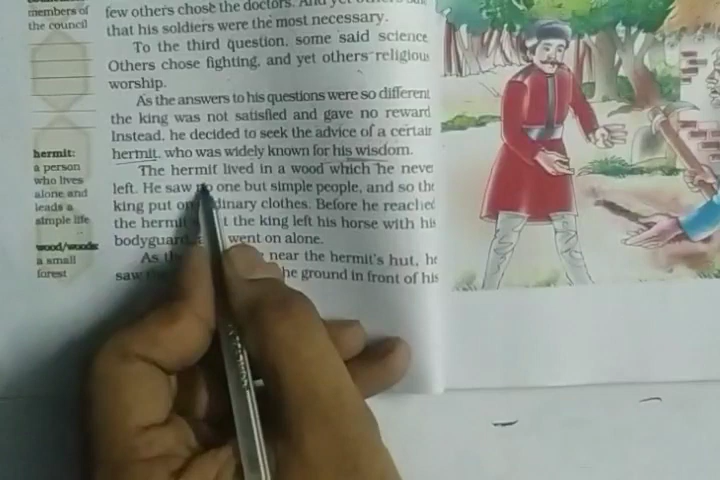 members of
the council
hermit:
a person
who lives
alone and
leads a
simple life
wood/woods:
a small
forest
few others chose the doctors. And yet others
that his soldiers were the most necessary.
To the third question, some said science.
Others chose fighting, and yet others religious
worship.
As the answers to his questions were so different
the king was not satisfied and gave no reward
Instead, he decided to seek the advice of a certain
hermit, who was widely known for his wisdom.
The hermit lived in a wood which he neve
left. He saw no one but simple people, and so the
king put on dinary clothes. Before he reached
the hermit t the king left his horse with his
bodyguard went on alone.
As near the hermit's hut, he
saw he ground in front of his